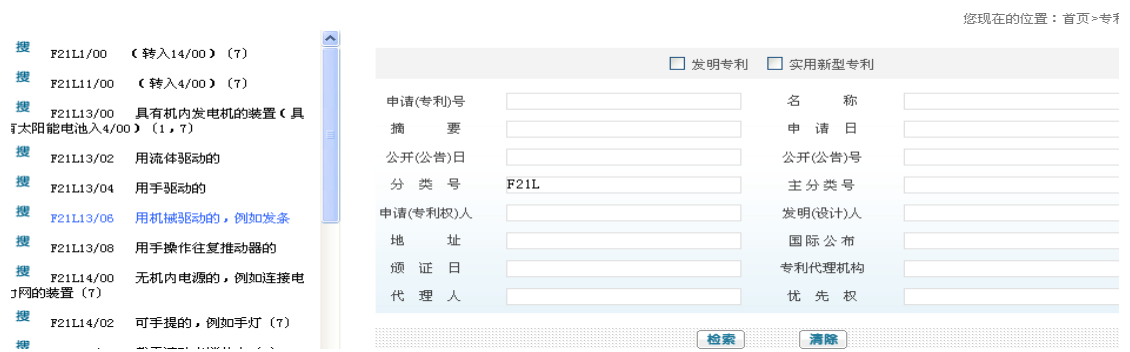 您现在的位置：首页>专利
搜 F21L1/00 （转入14/00）（7）
搜 F21L11/00 （转入4/00）（7）
搜 F21L13/00 具有机内发电机的装置（具
有太阳能电池入4/00）（1，7）
搜 F21L13/02 用流体驱动的
搜 F21L13/04 用手驱动的
搜 F21L13/06 用机械驱动的，例如发条
搜 F21L13/08 用手操作往复推动器的
搜 F21L14/00 无机内电源的，例如连接电
力网的装置（7）
搜 F21L14/02 可手提的，例如手灯（7）
搜
发明专利 实用新型专利
申请(专利)号 名 称
摘 要 申 请 日
公开(公告)日 公开(公告)号
分 类 号 F21L 主分类号
申请(专利权)人 发明(设计)人
地 址 国际公布
颁 证 日 专利代理机构
代 理 人 优 先 权
检索 清除